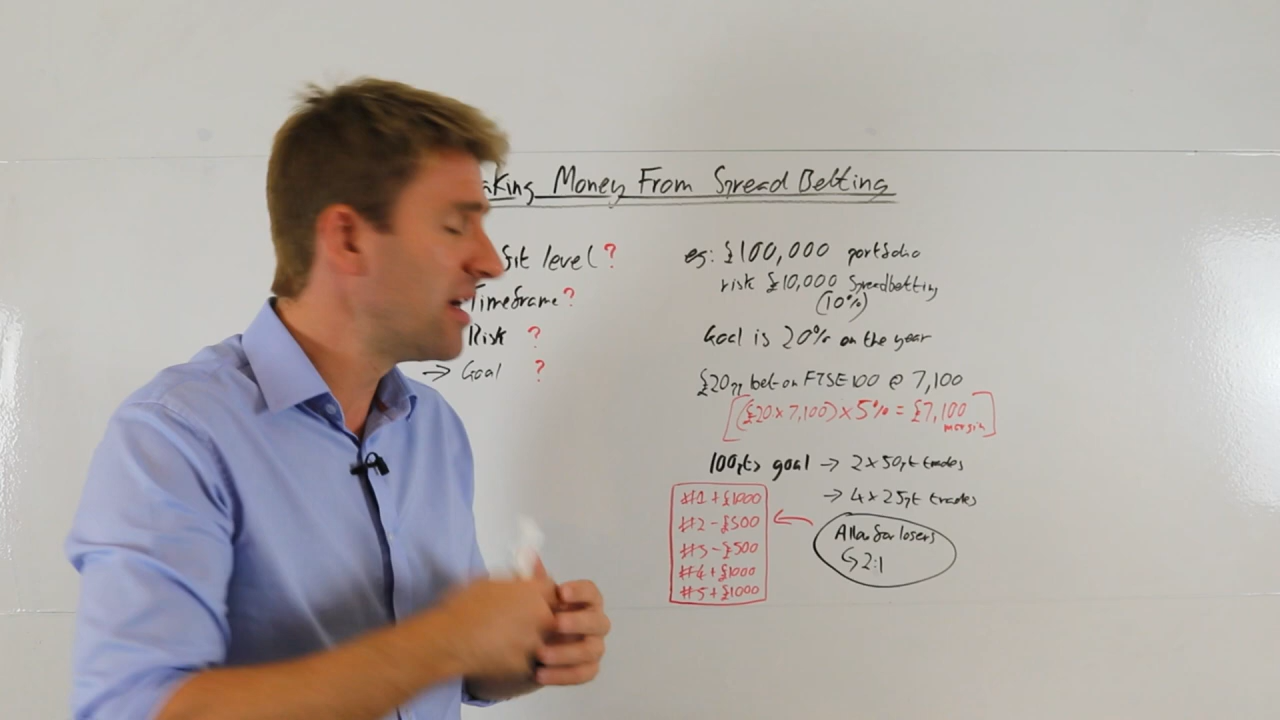 aking Money From Spread Betting
fit level?
Timeframe?
Risk ?
→ Goal ?
eg: £100,000 portfolio
risk £10,000 Spreadbetting
(10%)
Goal is 20% on the year
£20pp bet on FTSE100 @ 7,100
[(£20 x 7,100) x 5% = £7,100
margin]
100pts goal → 2 x 50pt trades
→ 4 x 25pt trades
#1 + £1000
#2 - £500
#3 - £500
#4 + £1000
#5 + £1000
Allow for losers
↳ 2:1